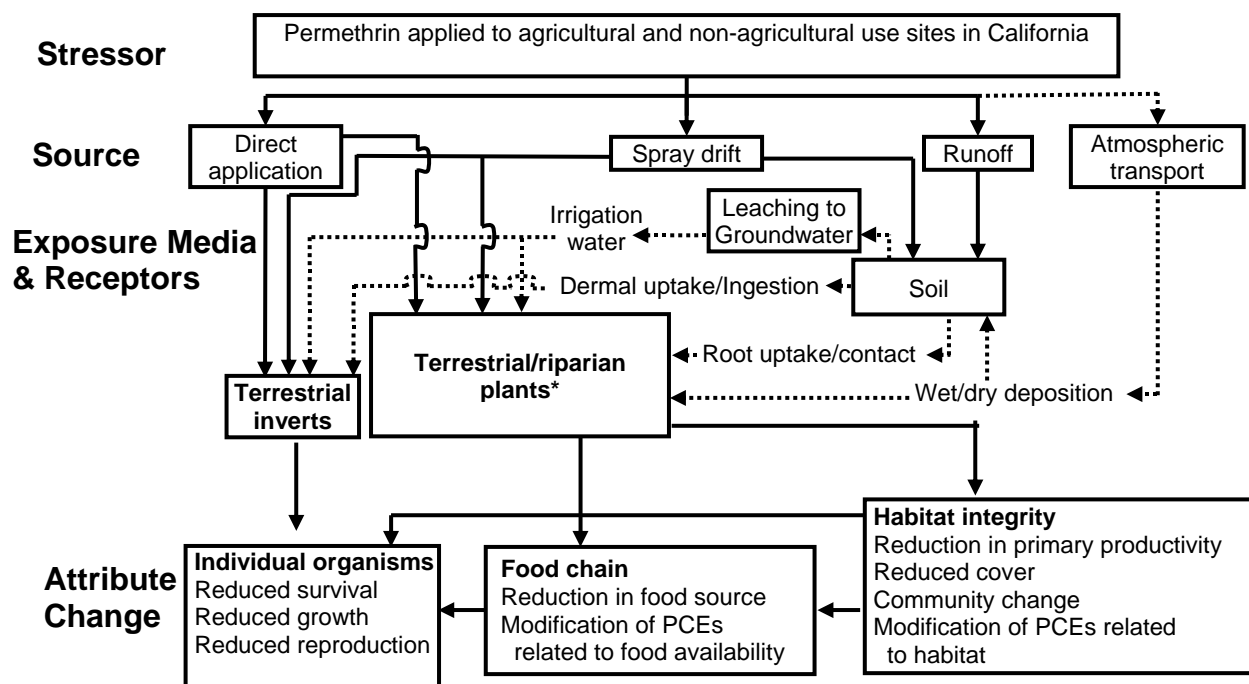 Stressor
Permethrin applied to agricultural and non-agricultural use sites in California
Source
Direct
application
Spray drift
Runoff
Atmospheric
transport
Exposure Media
& Receptors
Irrigation
water
Leaching to
Groundwater
Dermal uptake/Ingestion
Soil
Terrestrial/riparian
plants*
Root uptake/contact
Terrestrial
inverts
Wet/dry deposition
Attribute
Change
Individual organisms
Reduced survival
Reduced growth
Reduced reproduction
Food chain
Reduction in food source
Modification of PCEs
related to food availability
Habitat integrity
Reduction in primary productivity
Reduced cover
Community change
Modification of PCEs related
to habitat